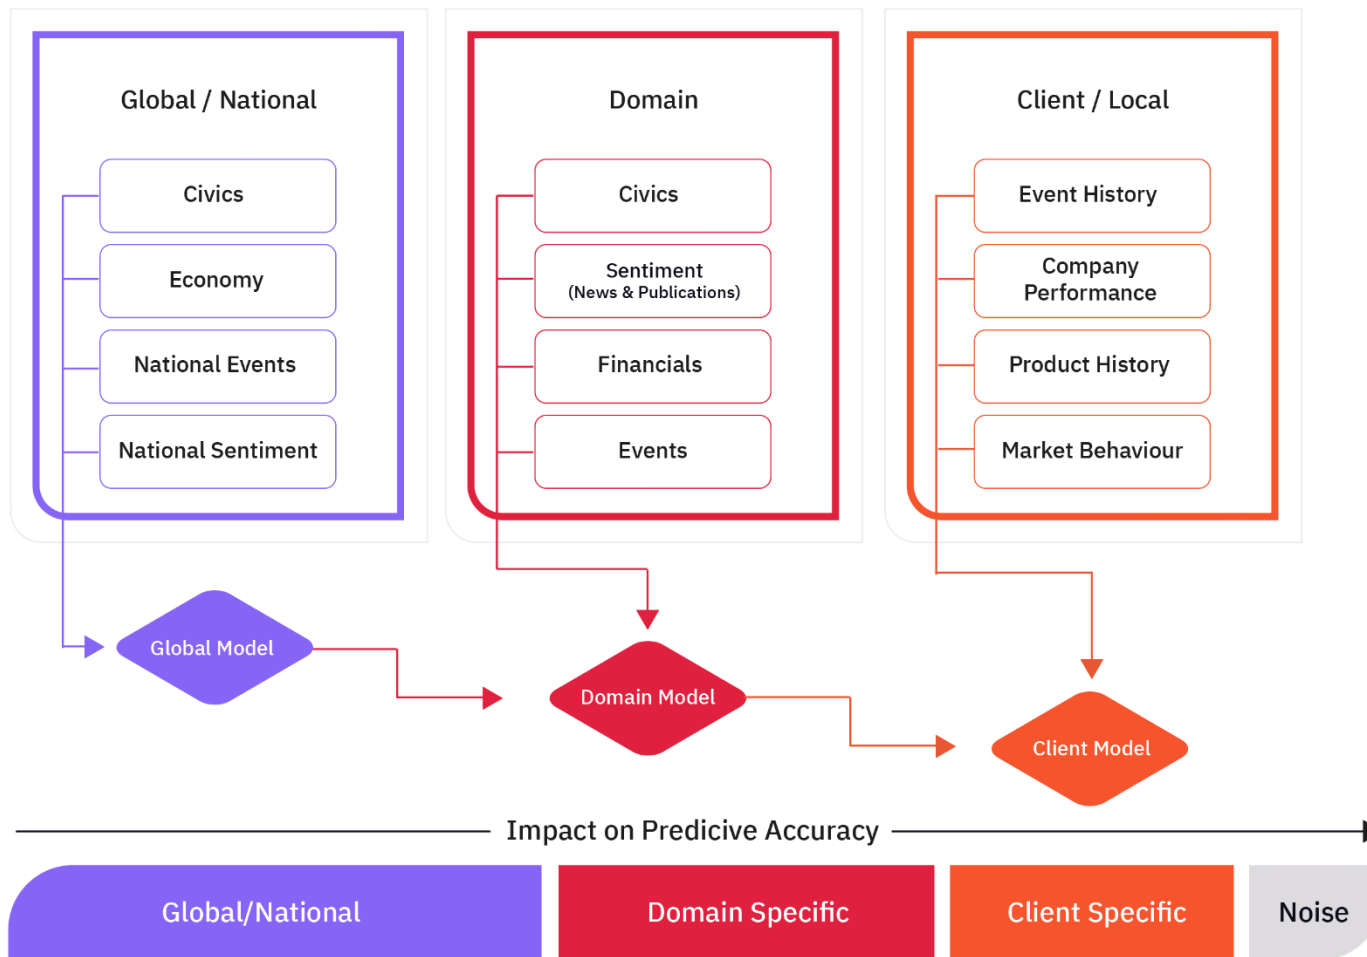 Global / National
Civics
Economy
National Events
National Sentiment
Domain
Civics
Sentiment
(News & Publications)
Financials
Events
Client / Local
Event History
Company
Performance
Product History
Market Behaviour
Global Model
Domain Model
Client Model
Impact on Predicive Accuracy
Global/National
Domain Specific
Client Specific
Noise